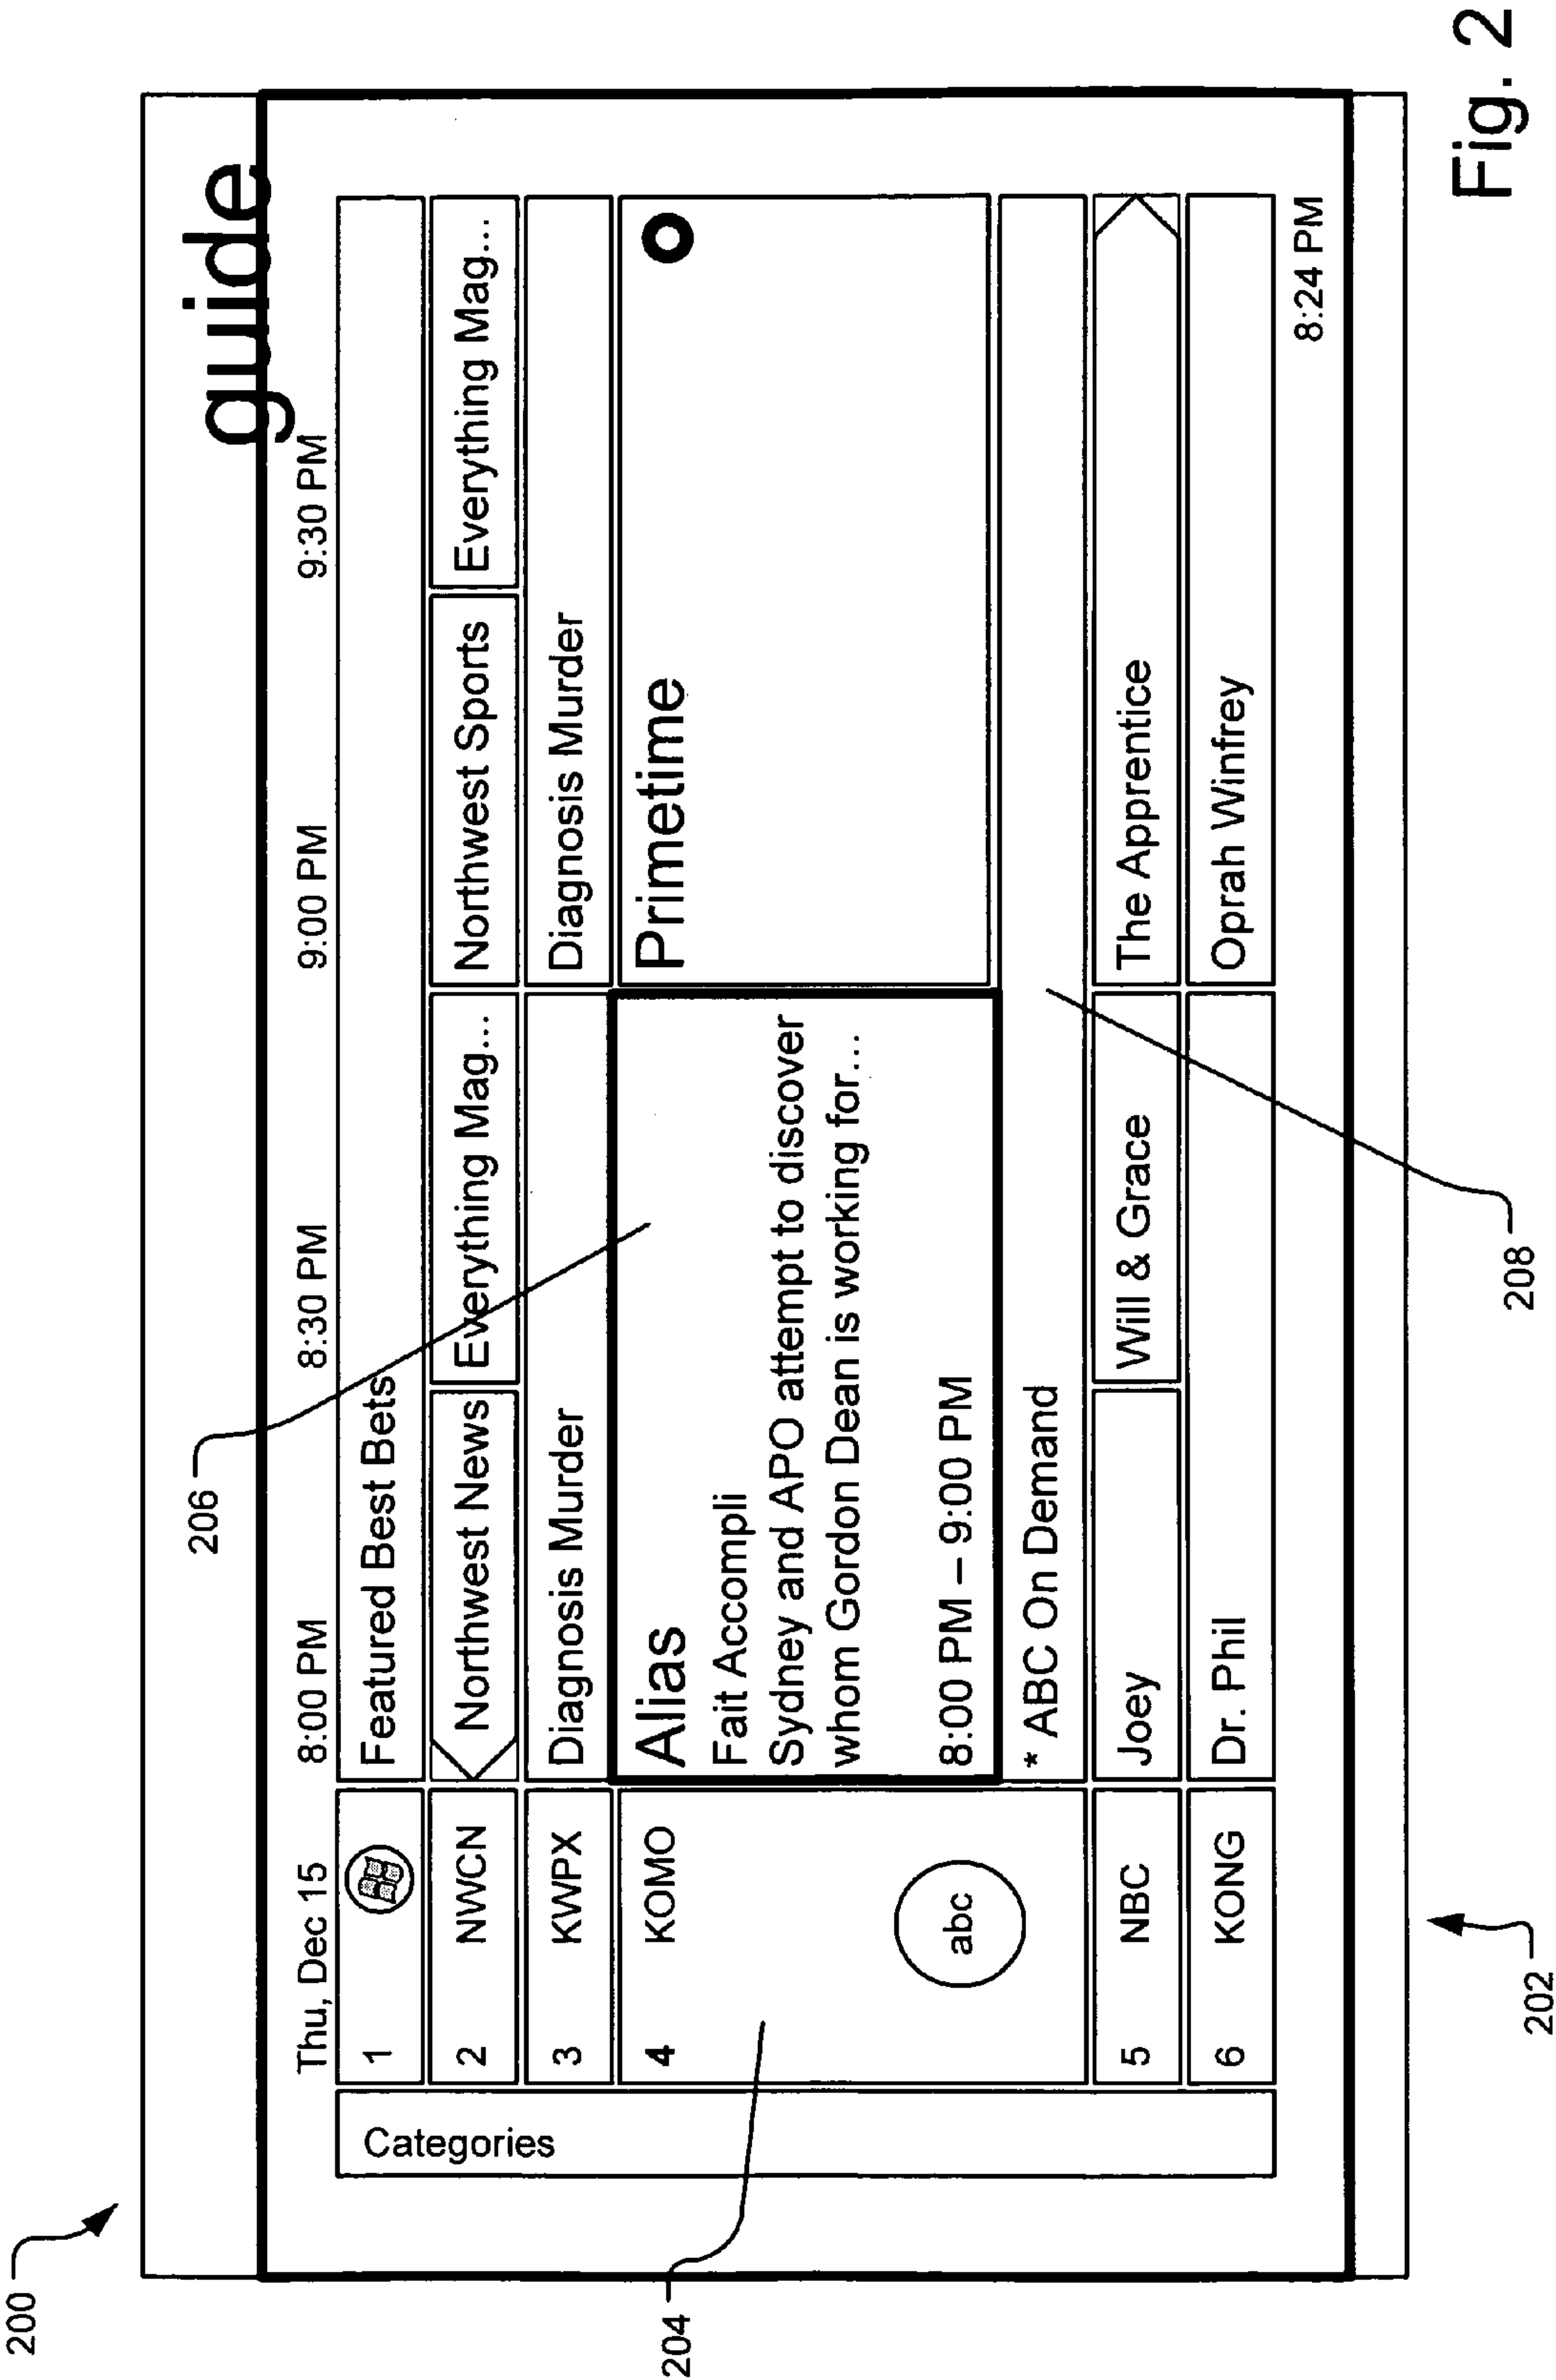 200
guide
206
Thu, Dec 15 8:00 PM 8:30 PM 9:00 PM 9:30 PM
Categories
1 Featured Best Bets
2 NWCN Northwest News Everything Mag... Northwest Sports Everything Mag...
3 KWPX Diagnosis Murder Diagnosis Murder
4 KOMO Alias Primetime
Fait Accompli
Sydney and APO attempt to discover
whom Gordon Dean is working for...
abc 8:00 PM – 9:00 PM
* ABC On Demand
5 NBC Joey Will & Grace The Apprentice
6 KONG Dr. Phil Oprah Winfrey
8:24 PM
204
202
208
Fig. 2